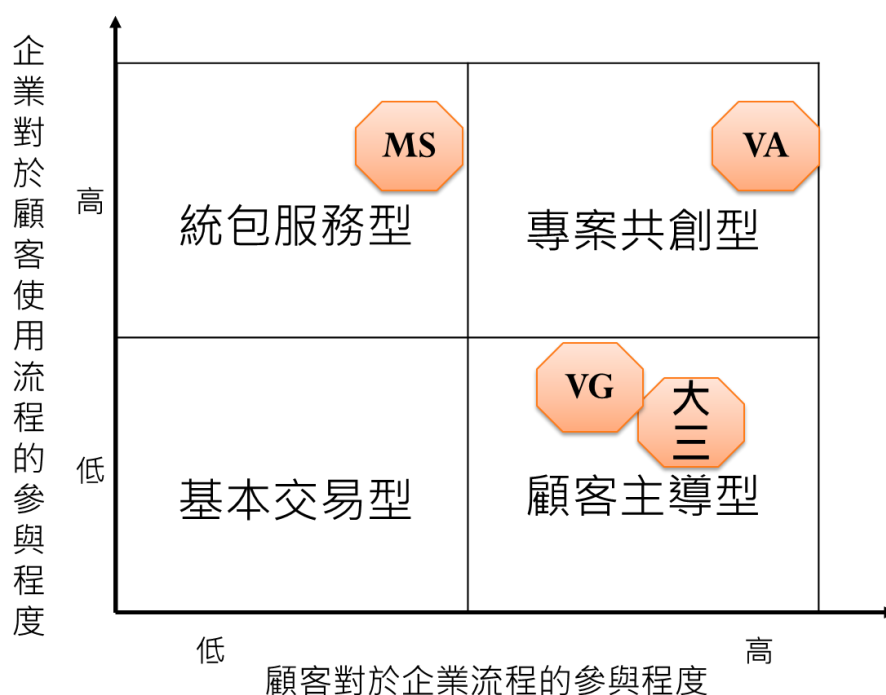 企業對於顧客使用流程的參與程度
高
低
MS
統包服務型
VA
專案共創型
基本交易型
VG
大三
顧客主導型
低
高
顧客對於企業流程的參與程度